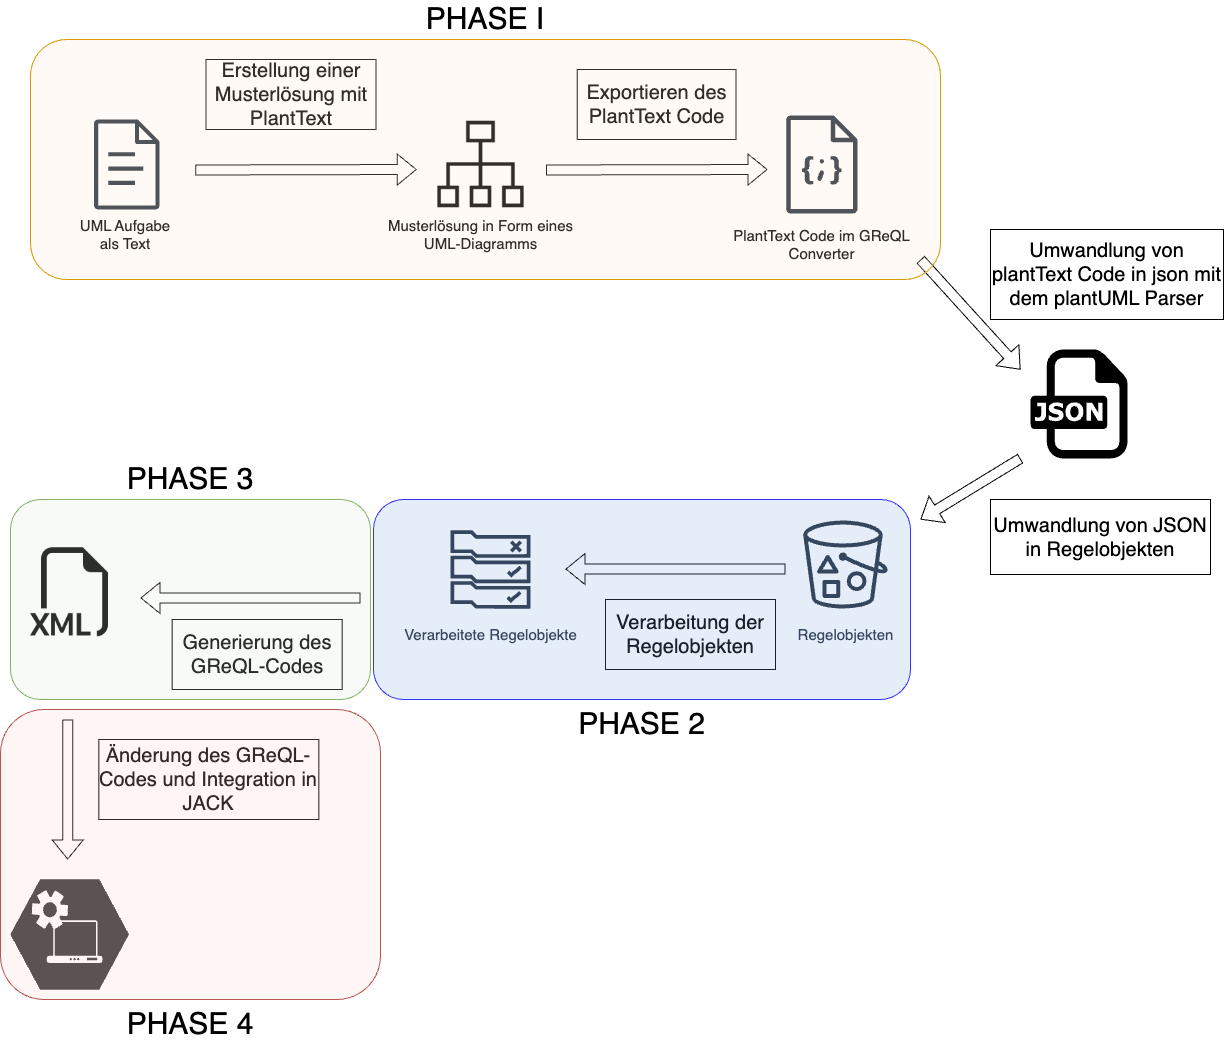 PHASE I
Erstellung einer
Musterlösung mit
PlantText
Exportieren des
PlantText Code
{;}
UML Aufgabe
als Text
Musterlösung in Form eines
UML-Diagramms
PlantText Code im GReQL
Converter
Umwandlung von
plantText Code in json mit
dem plantUML Parser
JSON
Umwandlung von JSON
in Regelobjekten
PHASE 3
XML
Generierung des
GReQL-Codes
Verarbeitete Regelobjekte
Verarbeitung der
Regelobjekten
Regelobjekten
PHASE 2
Änderung des GReQL-
Codes und Integration in
JACK
PHASE 4